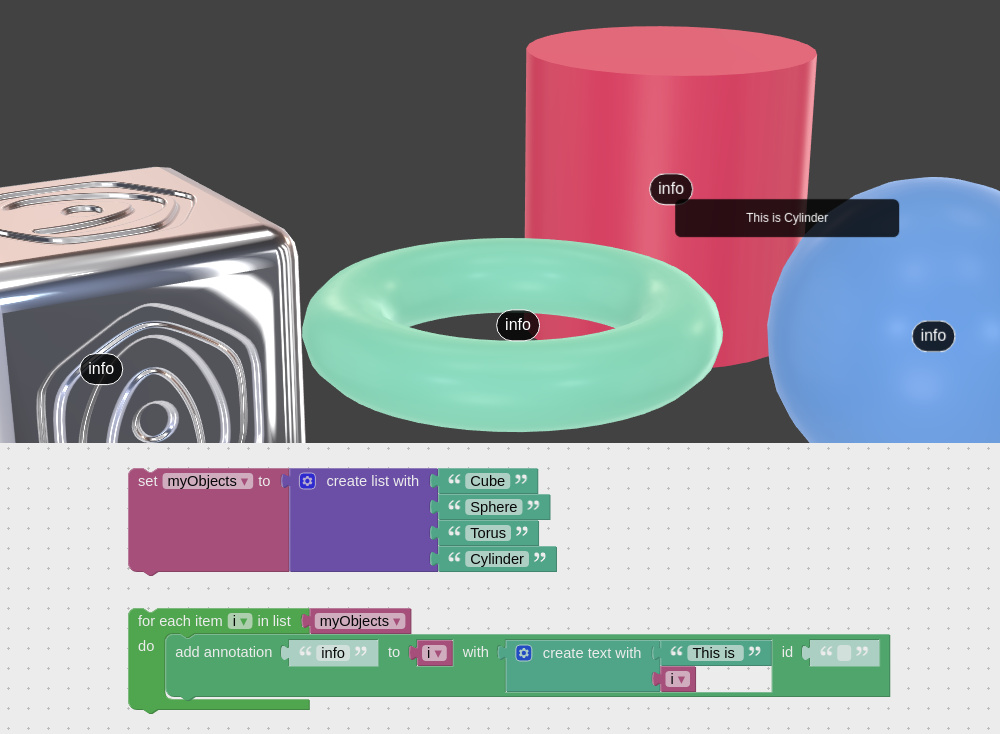 info
This is Cylinder
info
info
info
set myObjects ▾ to create list with “ Cube ”
“ Sphere ”
“ Torus ”
“ Cylinder ”
for each item i ▾ in list myObjects ▾
do add annotation “ info ” to i ▾ with create text with “ This is ” id “ ”
i ▾